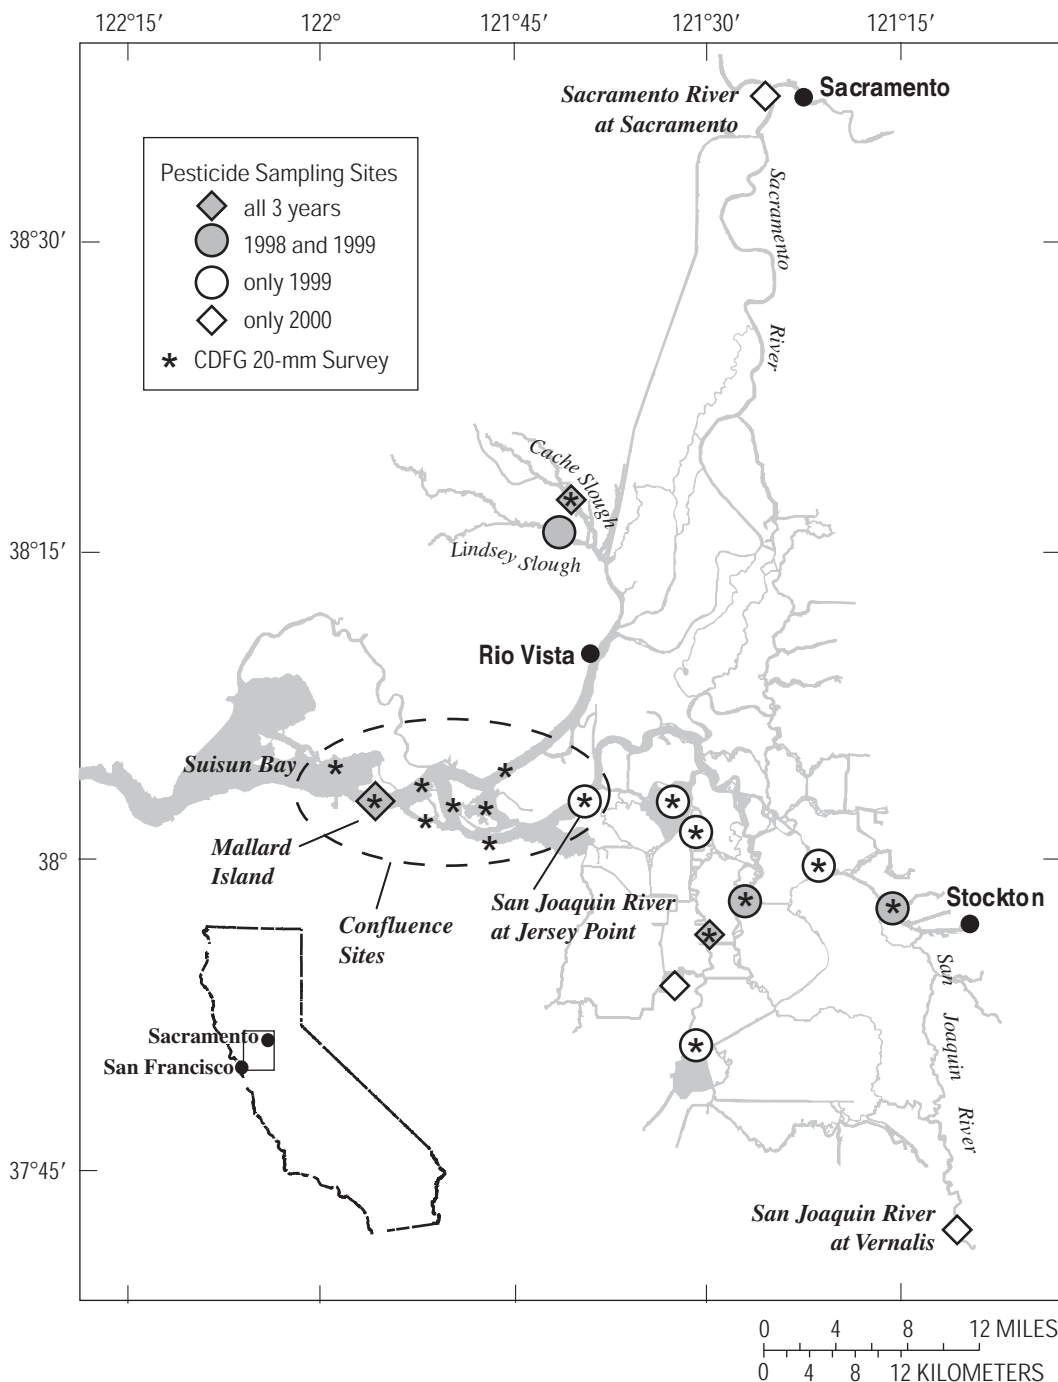 122°15′ 122° 121°45′ 121°30′ 121°15′
Sacramento River
at Sacramento
Sacramento
Pesticide Sampling Sites
all 3 years
1998 and 1999
only 1999
only 2000
* CDFG 20-mm Survey
Sacramento
River
38°30′
Cache Slough
38°15′
Lindsey Slough
Rio Vista
Suisun Bay
Mallard
Island
38°
Confluence
Sites
San Joaquin River
at Jersey Point
Stockton
San
Joaquin
River
Sacramento
San Francisco
37°45′
San Joaquin River
at Vernalis
0 4 8 12 MILES
0 4 8 12 KILOMETERS